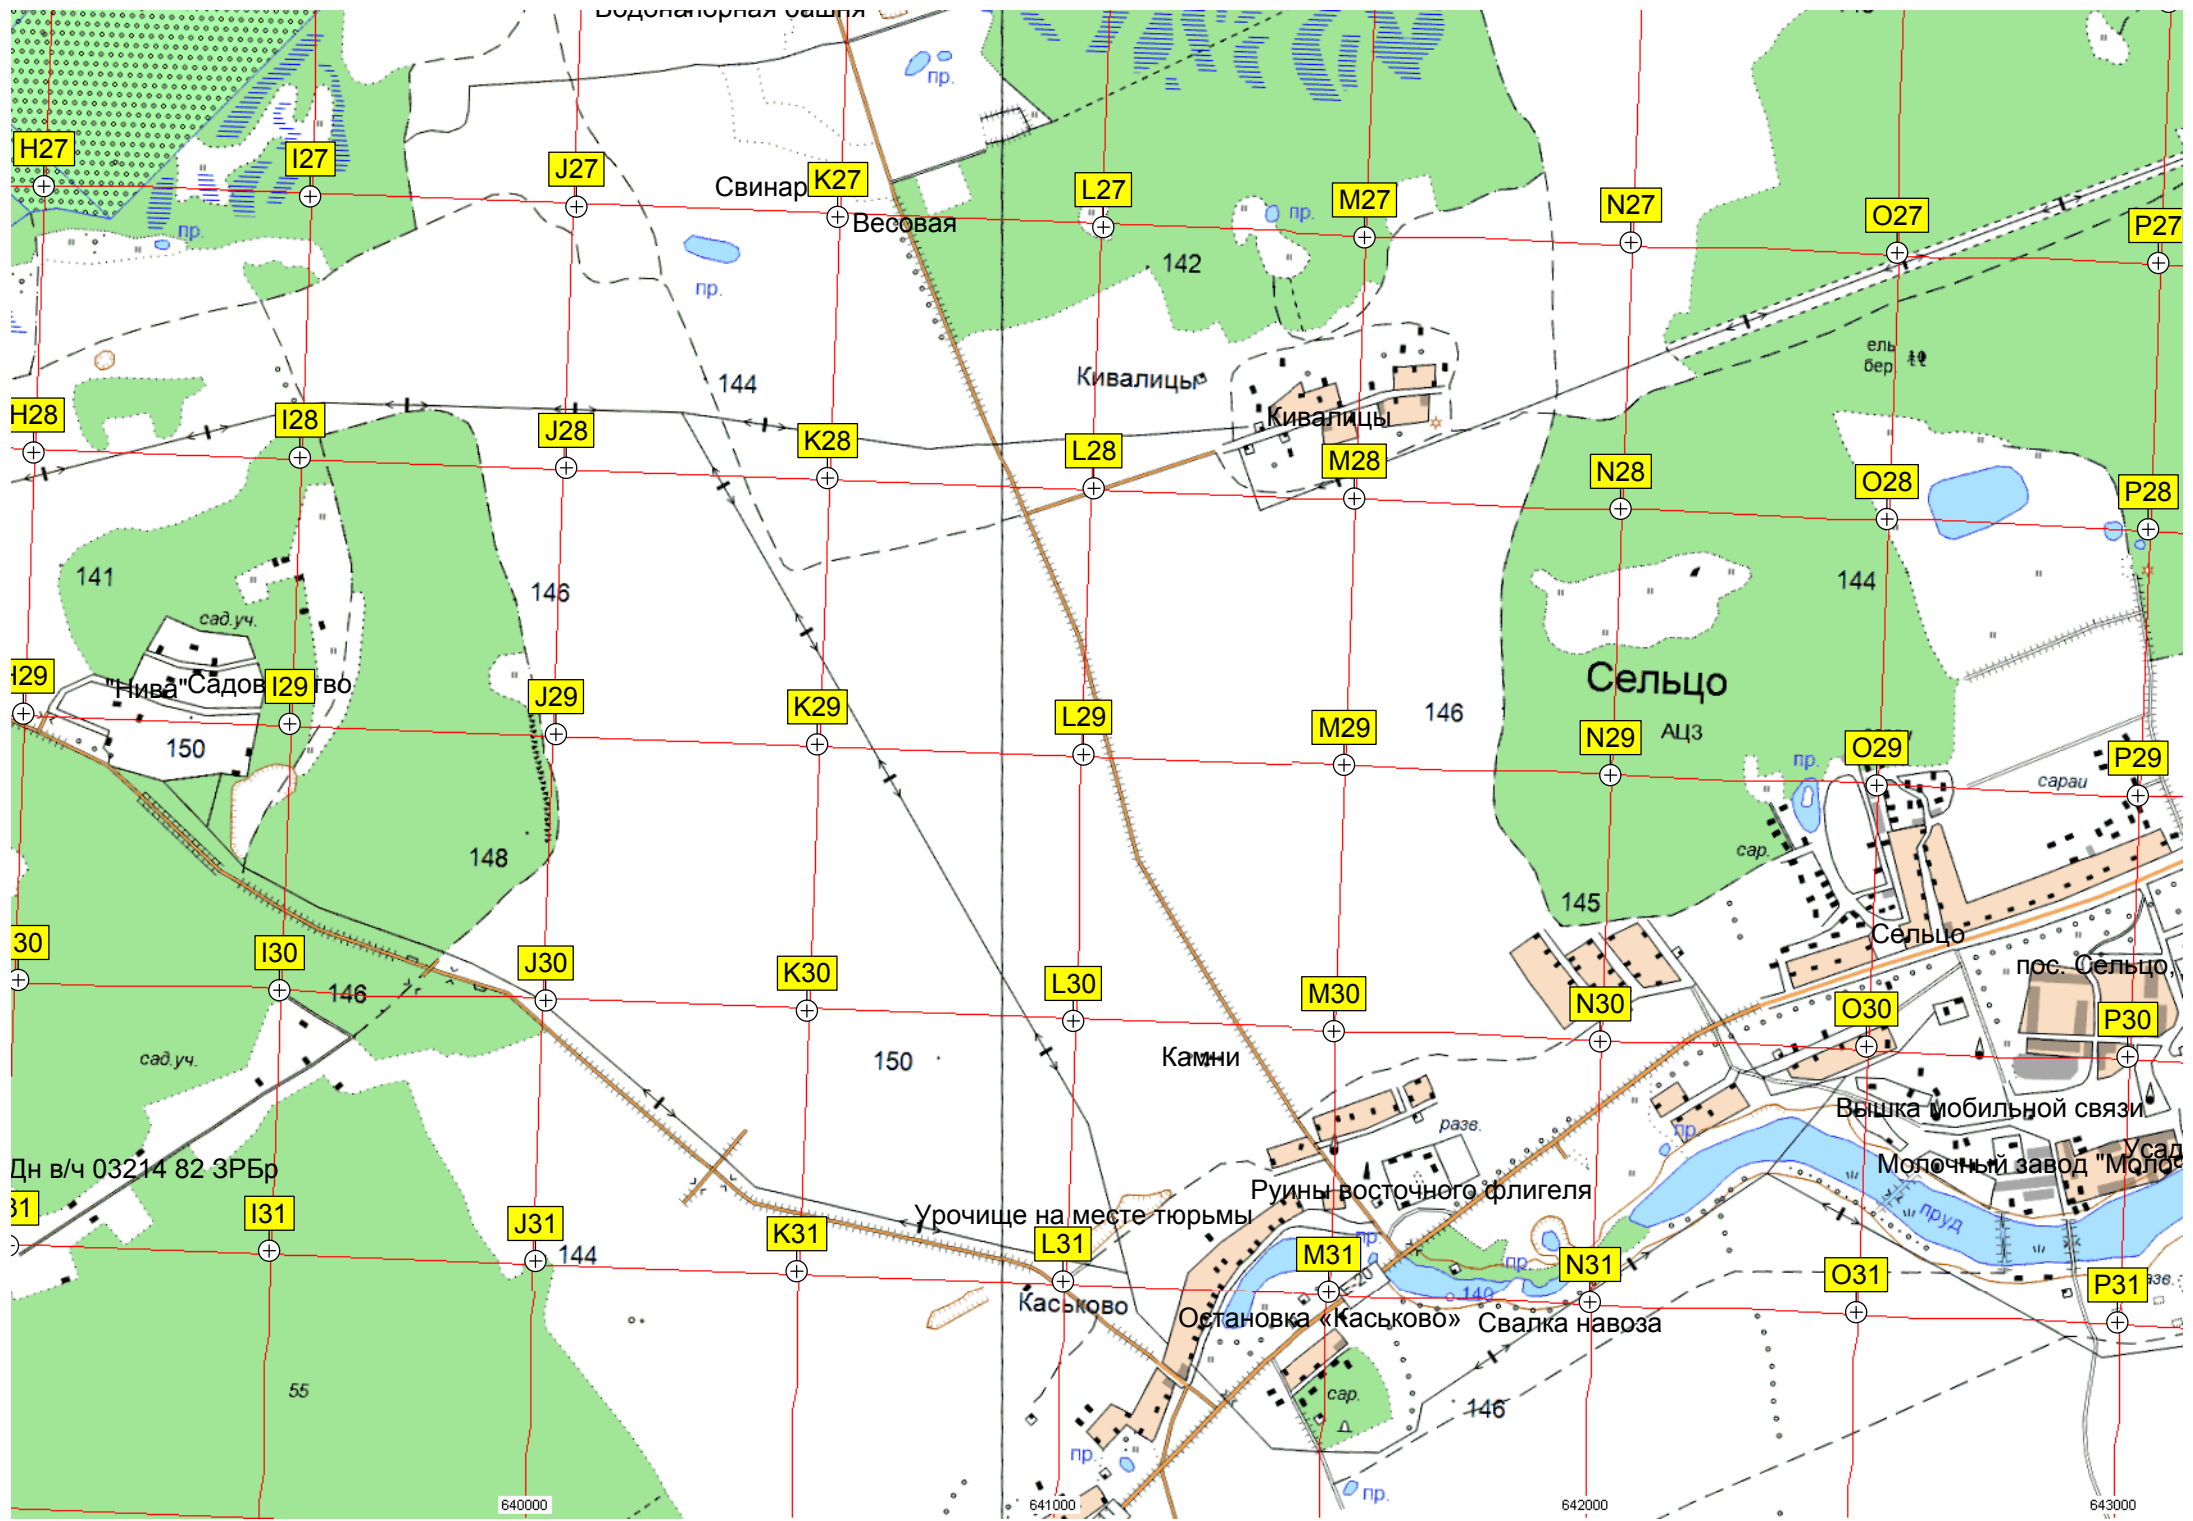 Водонапорная башня
пр.
H27
I27
J27
Свинар
K27
L27
M27
N27
O27
P27
пр.
Весовая
пр.
142
пр.
144
Кивалицы
Кивалицы
ель
бер.
H28
I28
J28
K28
L28
M28
N28
O28
P28
141
146
144
сад.уч.
Сельцо
АЦЗ
H29
"Нива"
Садов
I29
тво
J29
K29
L29
M29
146
N29
O29
P29
150
пр.
сараи
148
сар.
145
Сельцо
30
I30
J30
K30
L30
M30
N30
O30
P30
пос. Сельцо,
146
сад.уч.
150
Камни
разв.
пр.
Вышка мобильной связи
Дн в/ч 03214 82 ЗРБр
Руины восточного флигеля
Усад
Молочный завод "Молоч
31
I31
J31
K31
Урочище на месте тюрьмы
L31
M31
N31
O31
P31
пр.
пр.
пруд
разв.
144
140
Каськово
Остановка «Каськово»
Свалка навоза
55
сар.
146
пр.
пр.
640000
641000
642000
643000